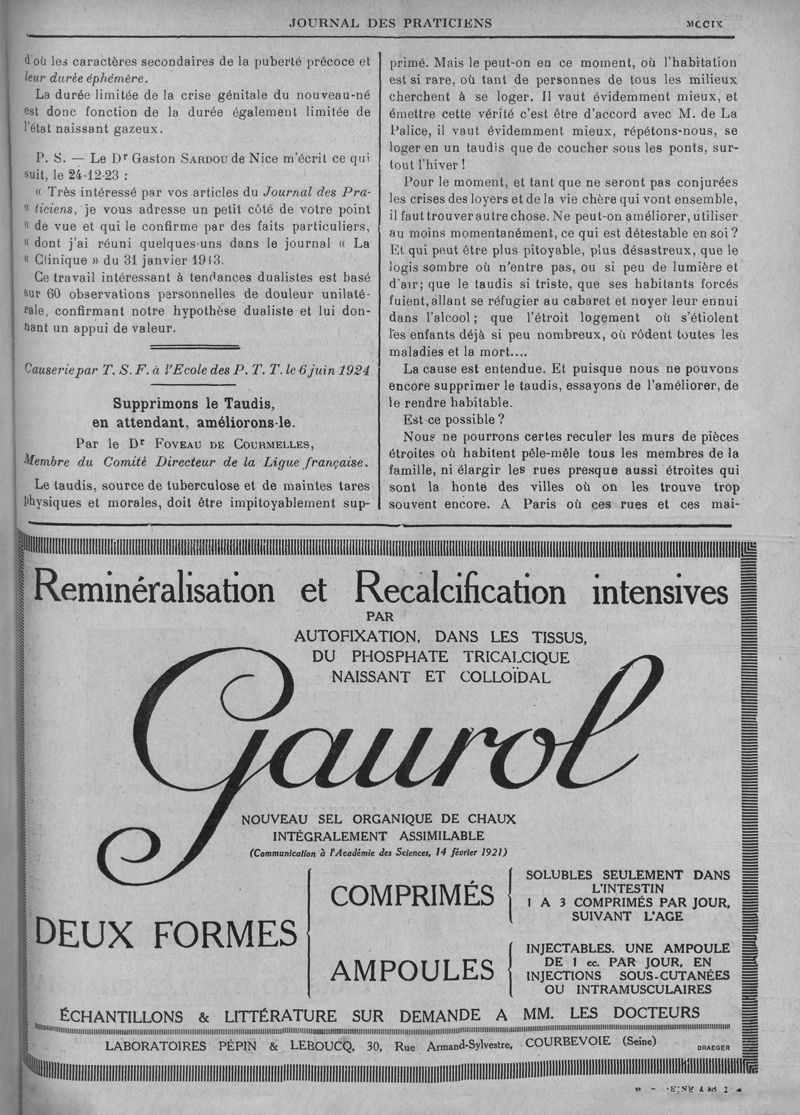 JOURNAL DES PRATICIENS
MCCIX
d'où les caractères secondaires de la puberté précoce et
leur durée éphémère.
La durée limitée de la crise génitale du nouveau-né
est donc fonction de la durée également limitée de
l'état naissant gazeux.
P. S. — Le Dr Gaston SARDOU de Nice m'écrit ce qui
suit, le 24-12-23 :
« Très intéressé par vos articles du Journal des Pra-
« ticiens, je vous adresse un petit côté de votre point
« de vue et qui le confirme par des faits particuliers,
« dont j'ai réuni quelques-uns dans le journal « La
« Clinique » du 31 janvier 1913.
Ce travail intéressant à tendances dualistes est basé
sur 60 observations personnelles de douleur unilaté-
rale, confirmant notre hypothèse dualiste et lui don-
nant un appui de valeur.
Causerie par T. S. F. à l'Ecole des P. T. T. le 6 juin 1924
Supprimons le Taudis,
en attendant, améliorons-le.
Par le Dr FOVEAU DE COURMELLES,
Membre du Comité Directeur de la Ligue française.
Le taudis, source de tuberculose et de maintes tares
physiques et morales, doit être impitoyablement sup-
primé. Mais le peut-on en ce moment, où l'habitation
est si rare, où tant de personnes de tous les milieux
cherchent à se loger. Il vaut évidemment mieux, et
émettre cette vérité c'est être d'accord avec M. de La
Palice, il vaut évidemment mieux, répétons-nous, se
loger en un taudis que de coucher sous les ponts, sur-
tout l'hiver !
Pour le moment, et tant que ne seront pas conjurées
les crises des loyers et de la vie chère qui vont ensemble,
il faut trouver autre chose. Ne peut-on améliorer, utiliser
au moins momentanément, ce qui est détestable en soi ?
Et qui peut être plus pitoyable, plus désastreux, que le
logis sombre où n'entre pas, ou si peu de lumière et
d'air; que le taudis si triste, que ses habitants forcés
fuient, allant se réfugier au cabaret et noyer leur ennui
dans l'alcool ; que l'étroit logement où s'étiolent
les enfants déjà si peu nombreux, où rôdent toutes les
maladies et la mort....
La cause est entendue. Et puisque nous ne pouvons
encore supprimer le taudis, essayons de l'améliorer, de
le rendre habitable.
Est-ce possible ?
Nous ne pourrons certes reculer les murs de pièces
étroites où habitent pêle-mêle tous les membres de la
famille, ni élargir les rues presque aussi étroites qui
sont la honte des villes où on les trouve trop
souvent encore. A Paris où ces rues et ces mai-
Reminéralisation et Recalcification intensives
PAR
AUTOFIXATION, DANS LES TISSUS,
DU PHOSPHATE TRICALCIQUE
NAISSANT ET COLLOÏDAL
Gaurol
NOUVEAU SEL ORGANIQUE DE CHAUX
INTÉGRALEMENT ASSIMILABLE
(Communication à l'Académie des Sciences, 14 février 1921)
DEUX FORMES
COMPRIMÉS
SOLUBLES SEULEMENT DANS
L'INTESTIN
1 A 3 COMPRIMÉS PAR JOUR,
SUIVANT L'AGE
AMPOULES
INJECTABLES. UNE AMPOULE
DE 1 cc. PAR JOUR, EN
INJECTIONS SOUS-CUTANÉES
OU INTRAMUSCULAIRES
ÉCHANTILLONS & LITTÉRATURE SUR DEMANDE A MM. LES DOCTEURS
LABORATOIRES PÉPIN & LEBOUCQ, 30, Rue Armand-Sylvestre, COURBEVOIE (Seine)
DRAEGER